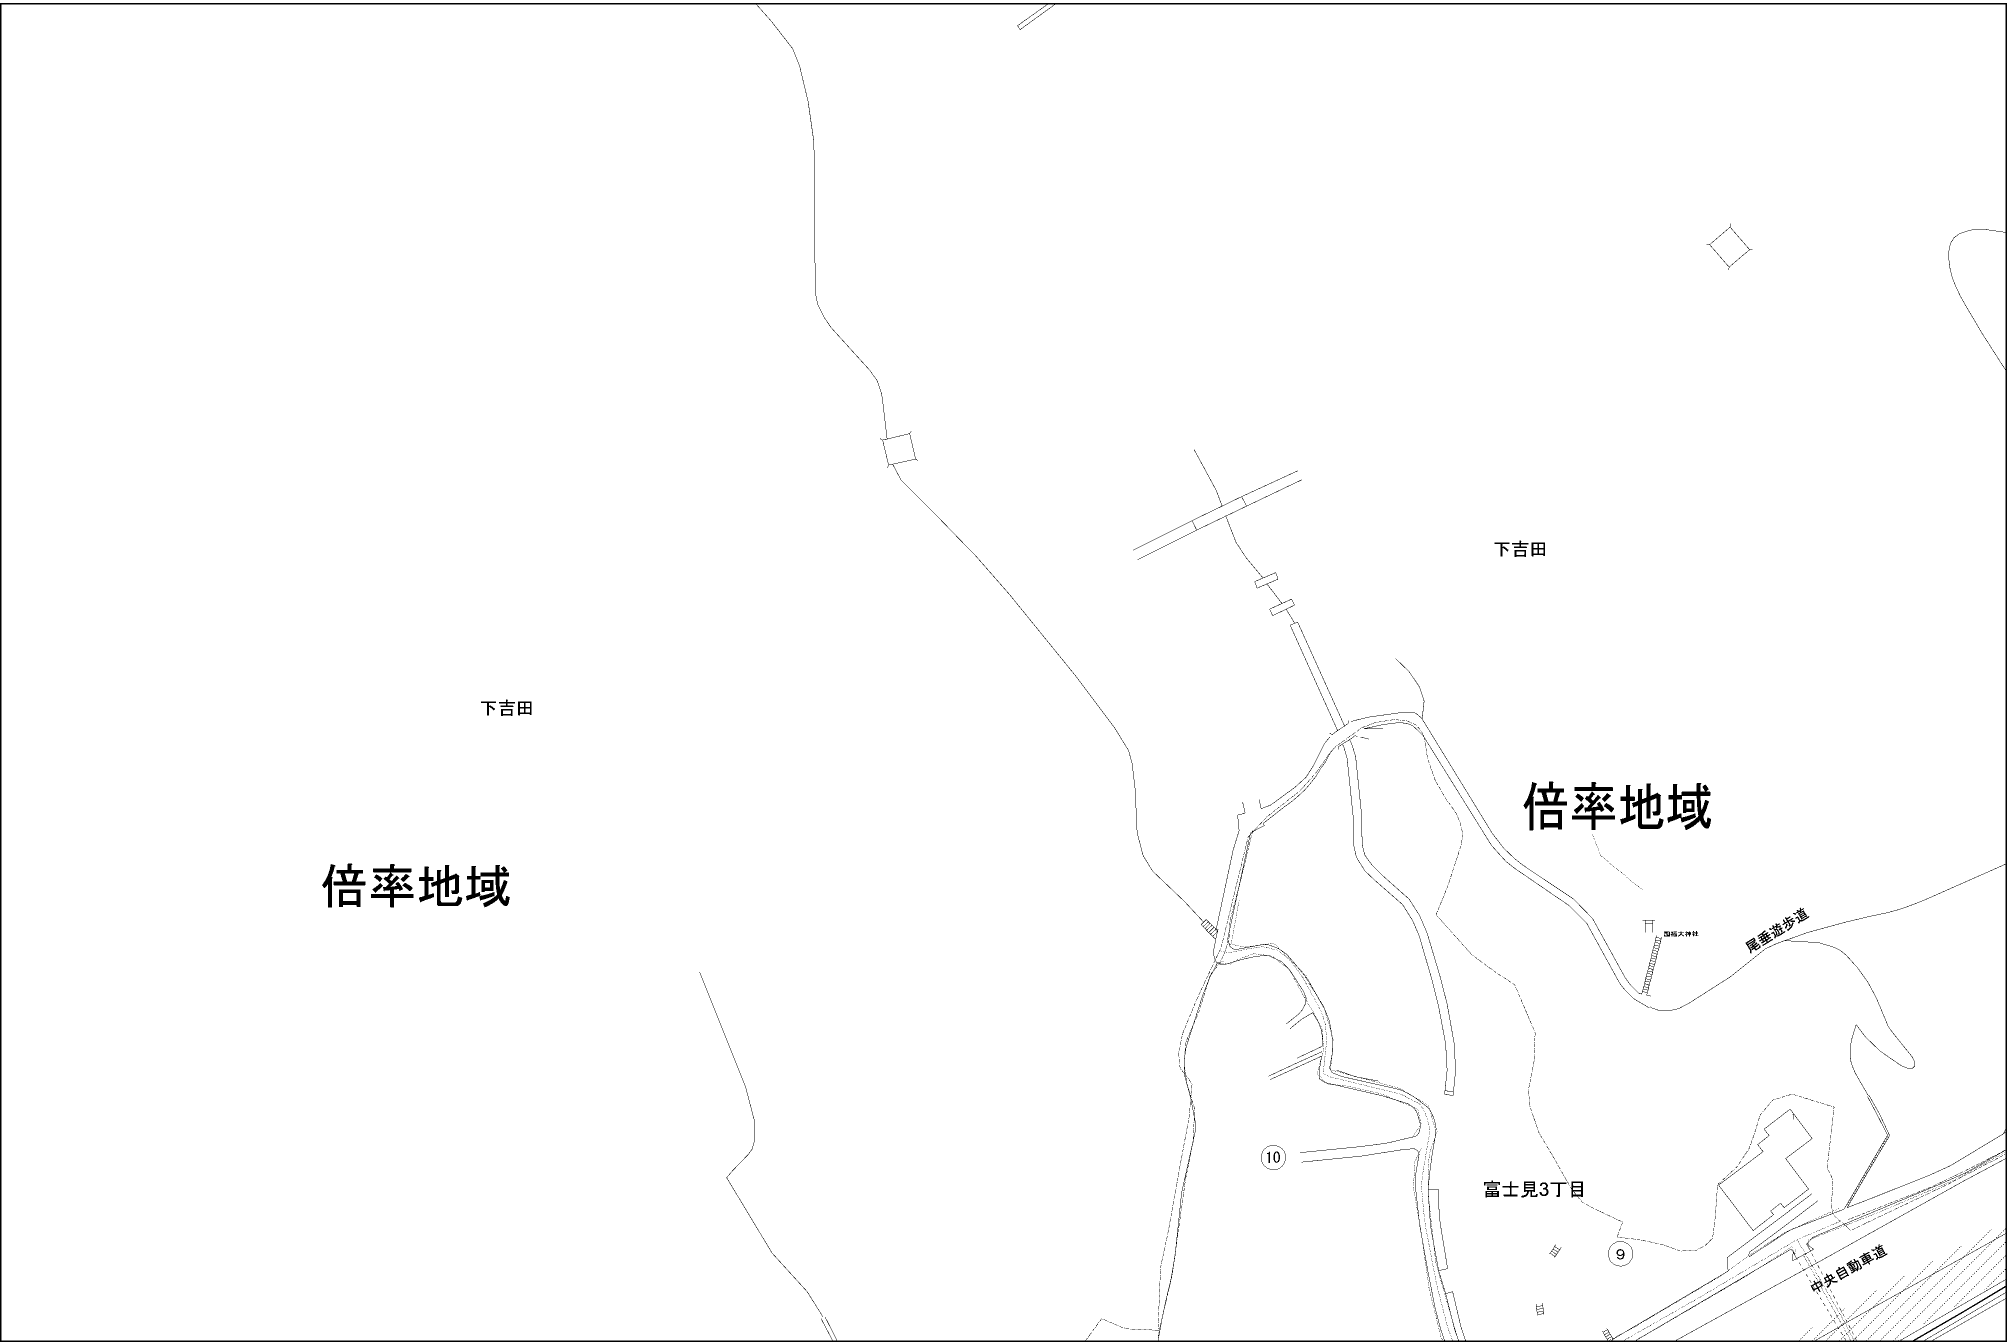 下吉田
下吉田
倍率地域
倍率地域
尾垂遊歩道
⑩
富士見3丁目
⑨
中央自動車道